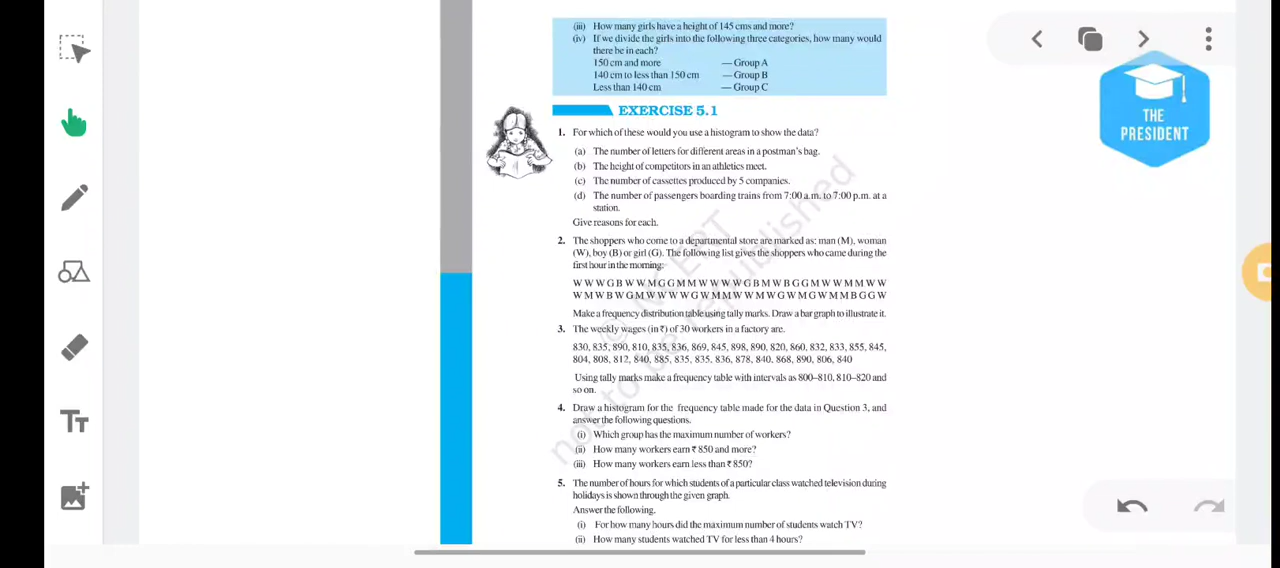 (iii) How many girls have a height of 145 cms and more?
(iv) If we divide the girls into the following three categories, how many would
there be in each?
150 cm and more — Group A
140 cm to less than 150 cm — Group B
Less than 140 cm — Group C
THE
PRESIDENT
EXERCISE 5.1
1. For which of these would you use a histogram to show the data?
(a) The number of letters for different areas in a postman's bag.
(b) The height of competitors in an athletics meet.
(c) The number of cassettes produced by 5 companies.
(d) The number of passengers boarding trains from 7:00 a.m. to 7:00 p.m. at a
station.
Give reasons for each.
2. The shoppers who come to a departmental store are marked as: man (M), woman
(W), boy (B) or girl (G). The following list gives the shoppers who came during the
first hour in the morning:
W W W G B W W M G G M M W W W W G B M W B G G M W W M M W W
W M W B W G M W W W W G W M M W W M W G W M G W M M B G G W
Make a frequency distribution table using tally marks. Draw a bar graph to illustrate it.
3. The weekly wages (in ₹) of 30 workers in a factory are.
830, 835, 890, 810, 835, 836, 869, 845, 898, 890, 820, 860, 832, 833, 855, 845,
804, 808, 812, 840, 885, 835, 835, 836, 878, 840, 868, 890, 806, 840
Using tally marks make a frequency table with intervals as 800–810, 810–820 and
so on.
4. Draw a histogram for the frequency table made for the data in Question 3, and
answer the following questions.
(i) Which group has the maximum number of workers?
(ii) How many workers earn ₹ 850 and more?
(iii) How many workers earn less than ₹ 850?
5. The number of hours for which students of a particular class watched television during
holidays is shown through the given graph.
Answer the following.
(i) For how many hours did the maximum number of students watch TV?
(ii) How many students watched TV for less than 4 hours?
© NCERT
not to be republished
TT